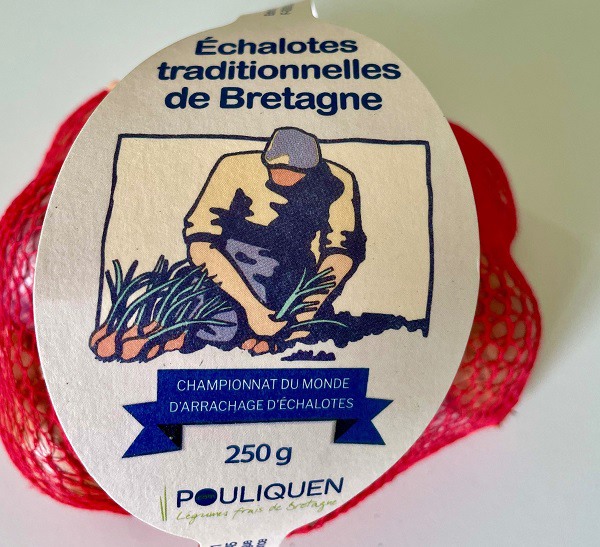 Échalotes
traditionnelles
de Bretagne
CHAMPIONNAT DU MONDE
D'ARRACHAGE D'ÉCHALOTES
250 g
POULIQUEN
Légumes frais de Bretagne